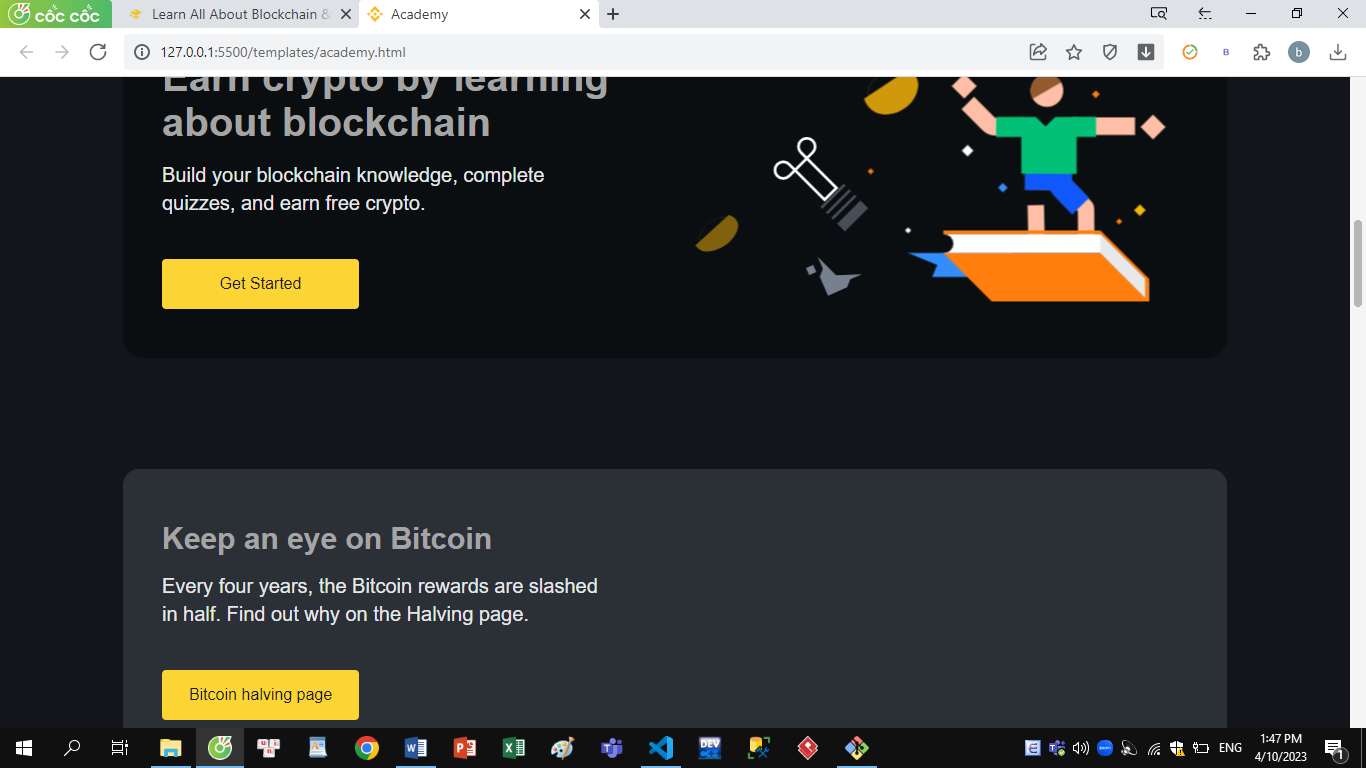 cốc cốc
Learn All About Blockchain &
Academy
127.0.0.1:5500/templates/academy.html
B
b
Earn crypto by learning
about blockchain
Build your blockchain knowledge, complete
quizzes, and earn free crypto.
Get Started
Keep an eye on Bitcoin
Every four years, the Bitcoin rewards are slashed
in half. Find out why on the Halving page.
Bitcoin halving page
DEV
ENG
1:47 PM
4/10/2023
1